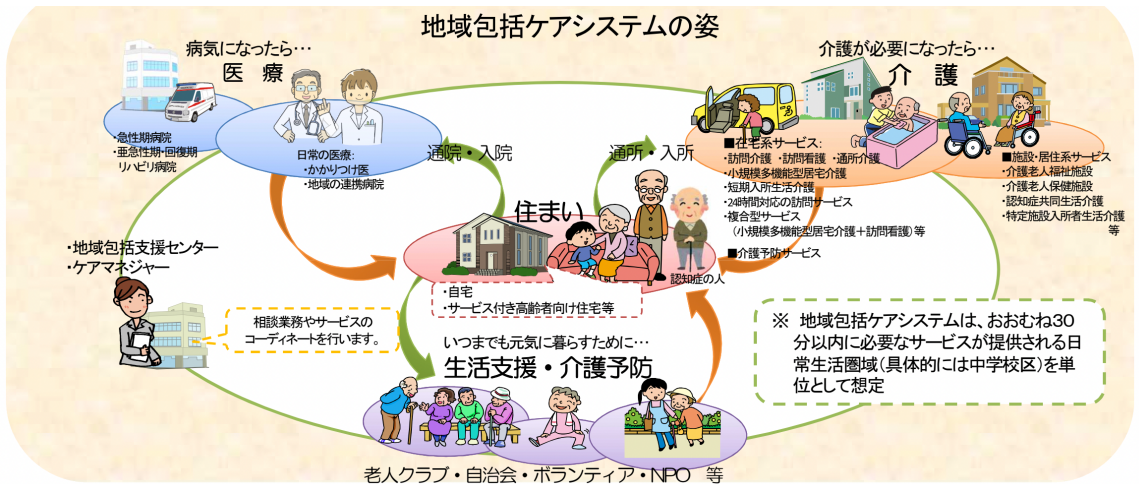 地域包括ケアシステムの姿
病気になったら…
医 療
・急性期病院
・亜急性期・回復期
リハビリ病院
日常の医療:
・かかりつけ医
・地域の連携病院
通院・入院
通所・入所
介護が必要になったら…
介 護
■在宅系サービス:
・訪問介護 ・訪問看護 ・通所介護
・小規模多機能型居宅介護
・短期入所生活介護
・24時間対応の訪問サービス
・複合型サービス
(小規模多機能型居宅介護+訪問看護)等
■介護予防サービス
■施設・居住系サービス
・介護老人福祉施設
・介護老人保健施設
・認知症共同生活介護
・特定施設入所者生活介護
等
住まい
認知症の人
・自宅
・サービス付き高齢者向け住宅等
・地域包括支援センター
・ケアマネジャー
相談業務やサービスの
コーディネートを行います。
いつまでも元気に暮らすために…
生活支援・介護予防
老人クラブ・自治会・ボランティア・NPO 等
※ 地域包括ケアシステムは、おおむね30
分以内に必要なサービスが提供される日
常生活圏域(具体的には中学校区)を単
位として想定